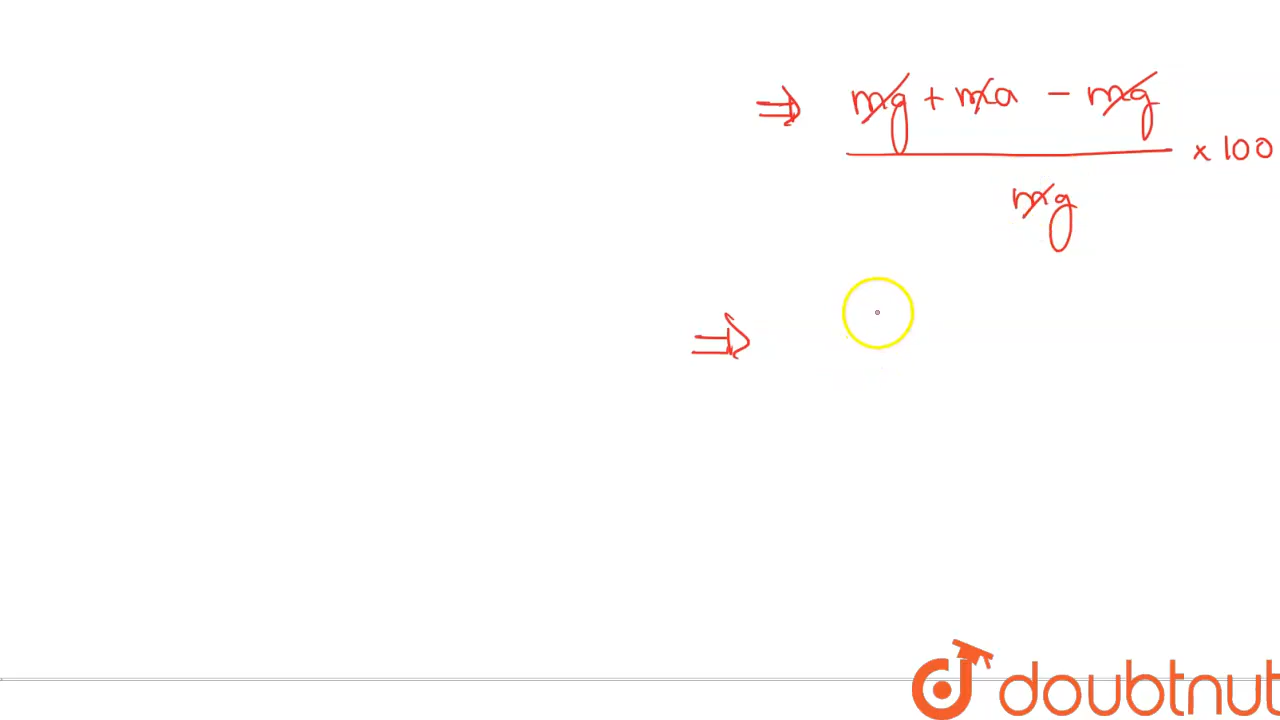 ⇒ mg + ma - mg
× 100
mg
⇒
doubtnut